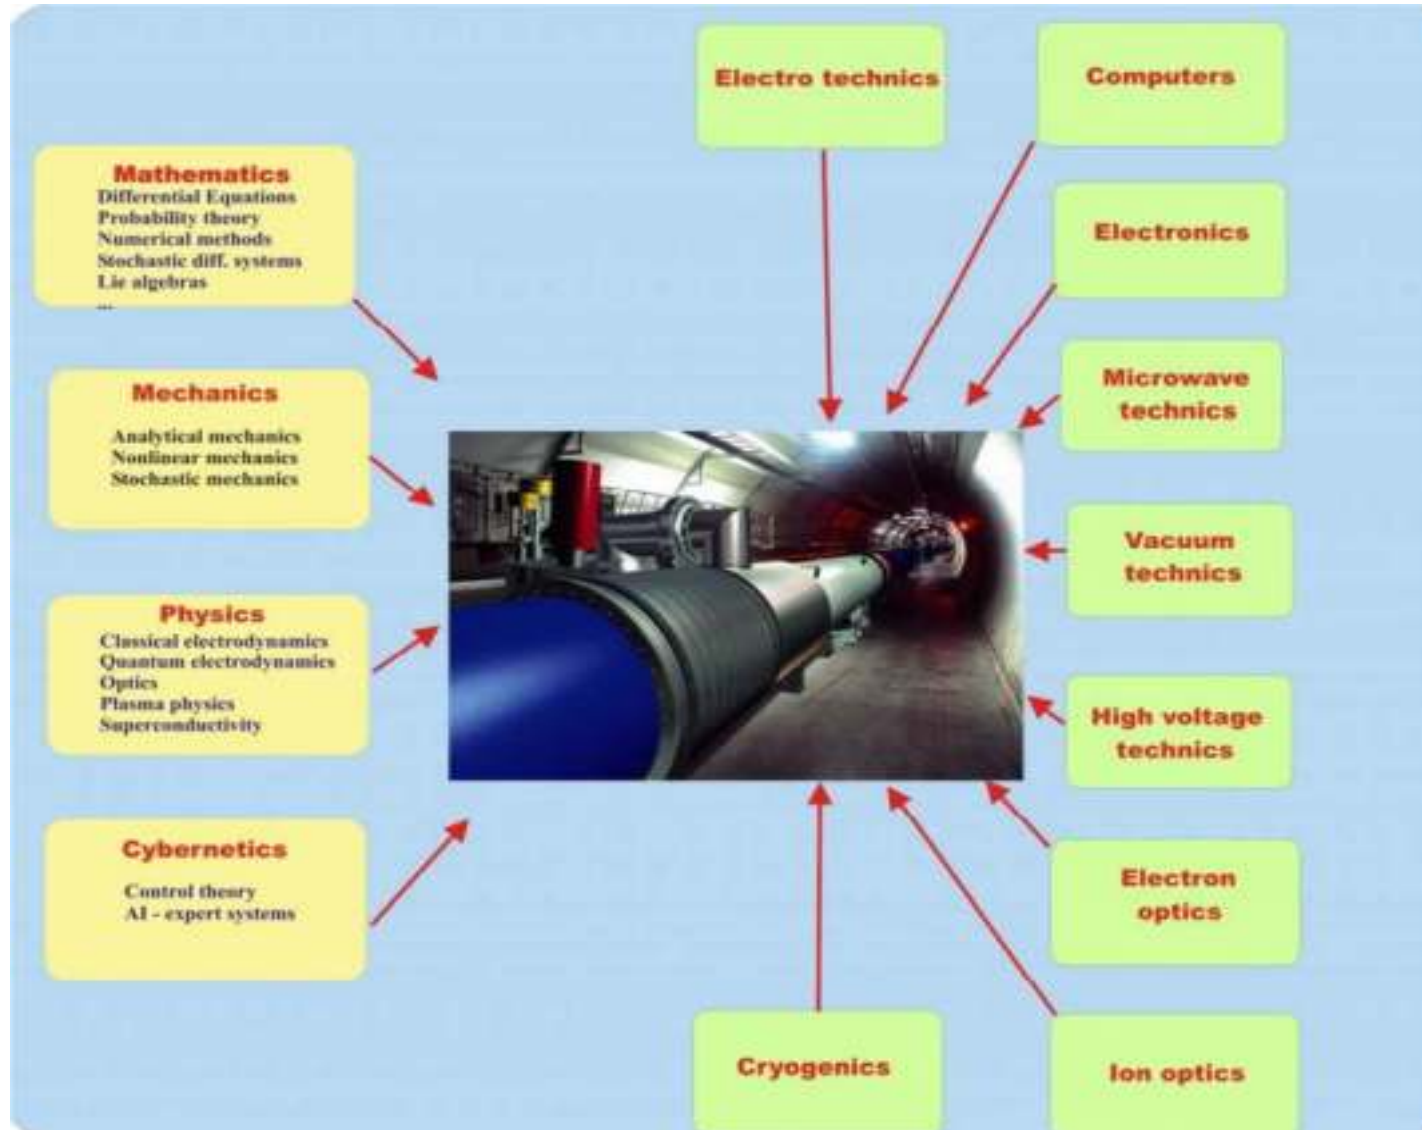 Electro technics
Computers
Mathematics
Differential Equations
Probability theory
Numerical methods
Stochastic diff. systems
Lie algebras
...
Electronics
Mechanics
Analytical mechanics
Nonlinear mechanics
Stochastic mechanics
Microwave
technics
Vacuum
technics
Physics
Classical electrodynamics
Quantum electrodynamics
Optics
Plasma physics
Superconductivity
High voltage
technics
Cybernetics
Control theory
AI - expert systems
Electron
optics
Cryogenics
Ion optics